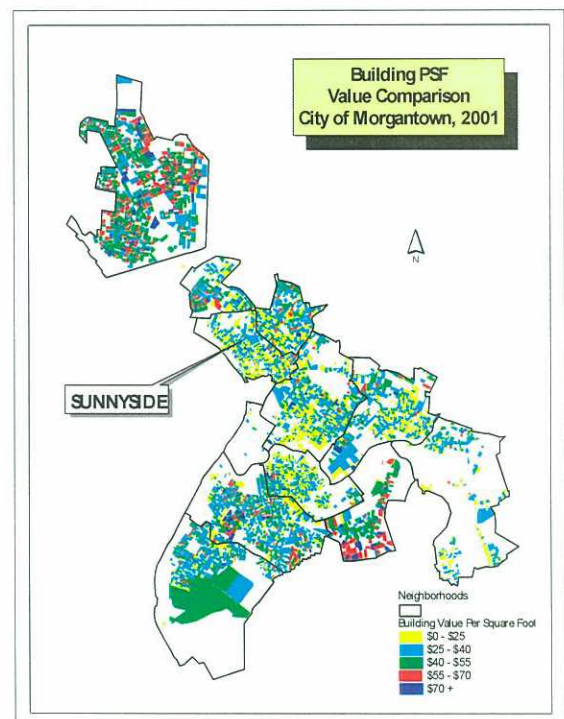 Building PSF
Value Comparison
City of Morgantown, 2001
N
SUNNYSIDE
Neighborhoods
Building Value Per Square Foot
$0 - $25
$25 - $40
$40 - $55
$55 - $70
$70 +